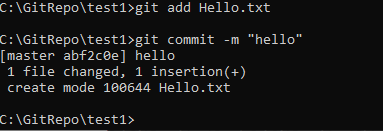 C:\GitRepo\test1>git add Hello.txt
C:\GitRepo\test1>git commit -m "hello"
[master abf2c0e] hello
 1 file changed, 1 insertion(+)
 create mode 100644 Hello.txt
C:\GitRepo\test1>